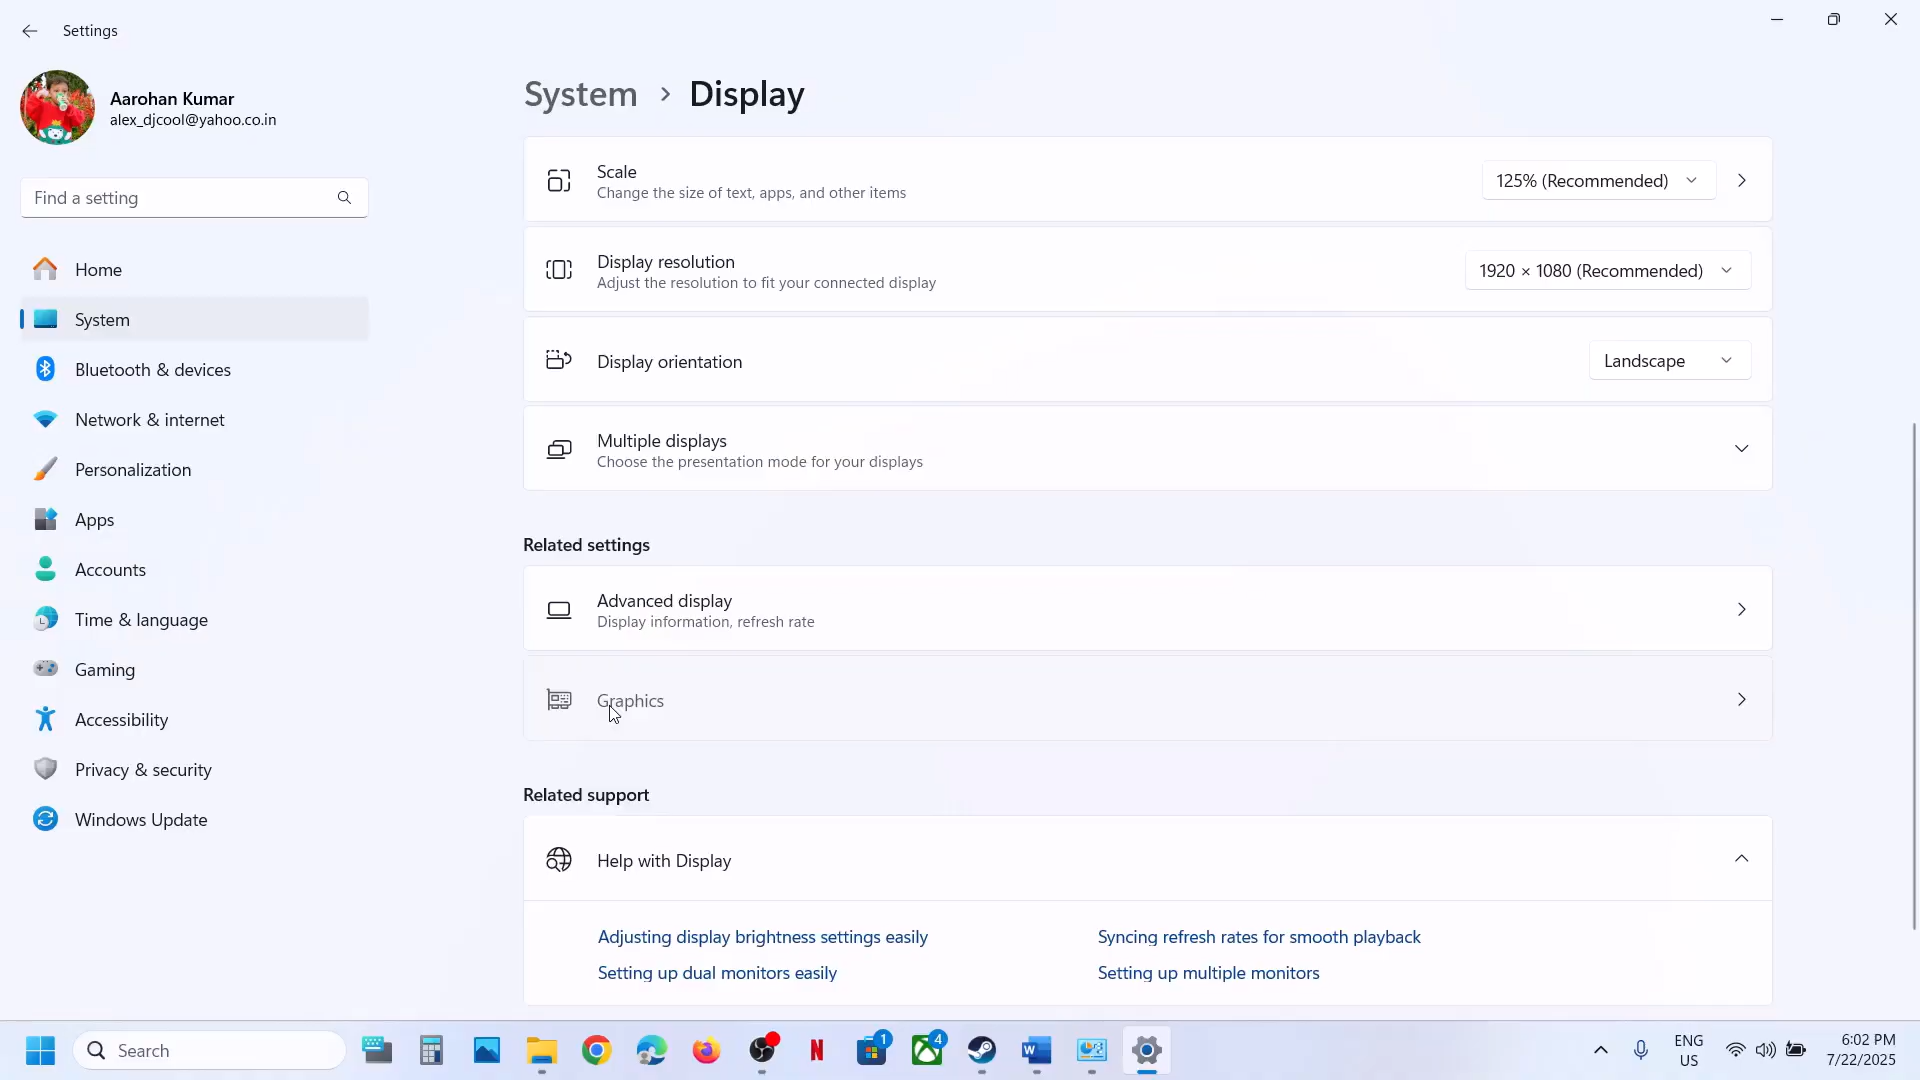 Settings
Aarohan Kumar
alex_djcool@yahoo.co.in
Find a setting
Home
System
Bluetooth & devices
Network & internet
Personalization
Apps
Accounts
Time & language
Gaming
Accessibility
Privacy & security
Windows Update
System > Display
Scale
Change the size of text, apps, and other items
125% (Recommended)
Display resolution
Adjust the resolution to fit your connected display
1920 × 1080 (Recommended)
Display orientation
Landscape
Multiple displays
Choose the presentation mode for your displays
Related settings
Advanced display
Display information, refresh rate
Graphics
Related support
Help with Display
Adjusting display brightness settings easily
Syncing refresh rates for smooth playback
Setting up dual monitors easily
Setting up multiple monitors
Search
N
1
4
W
ENG
US
6:02 PM
7/22/2025